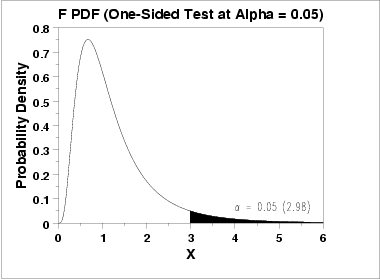 F PDF (One-Sided Test at Alpha = 0.05)
0.8
0.7
0.6
0.5
0.4
0.3
0.2
0.1
0
Probability Density
α = 0.05 (2.98)
0 1 2 3 4 5 6
X